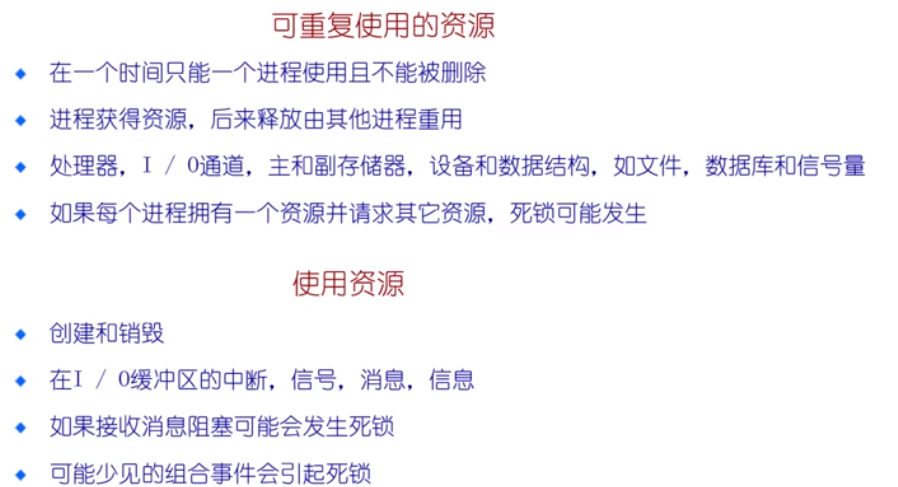 可重复使用的资源
在一个时间只能一个进程使用且不能被删除
进程获得资源，后来释放由其他进程重用
处理器，I / O通道，主和副存储器，设备和数据结构，如文件，数据库和信号量
如果每个进程拥有一个资源并请求其它资源，死锁可能发生
使用资源
创建和销毁
在I / O缓冲区的中断，信号，消息，信息
如果接收消息阻塞可能会发生死锁
可能少见的组合事件会引起死锁